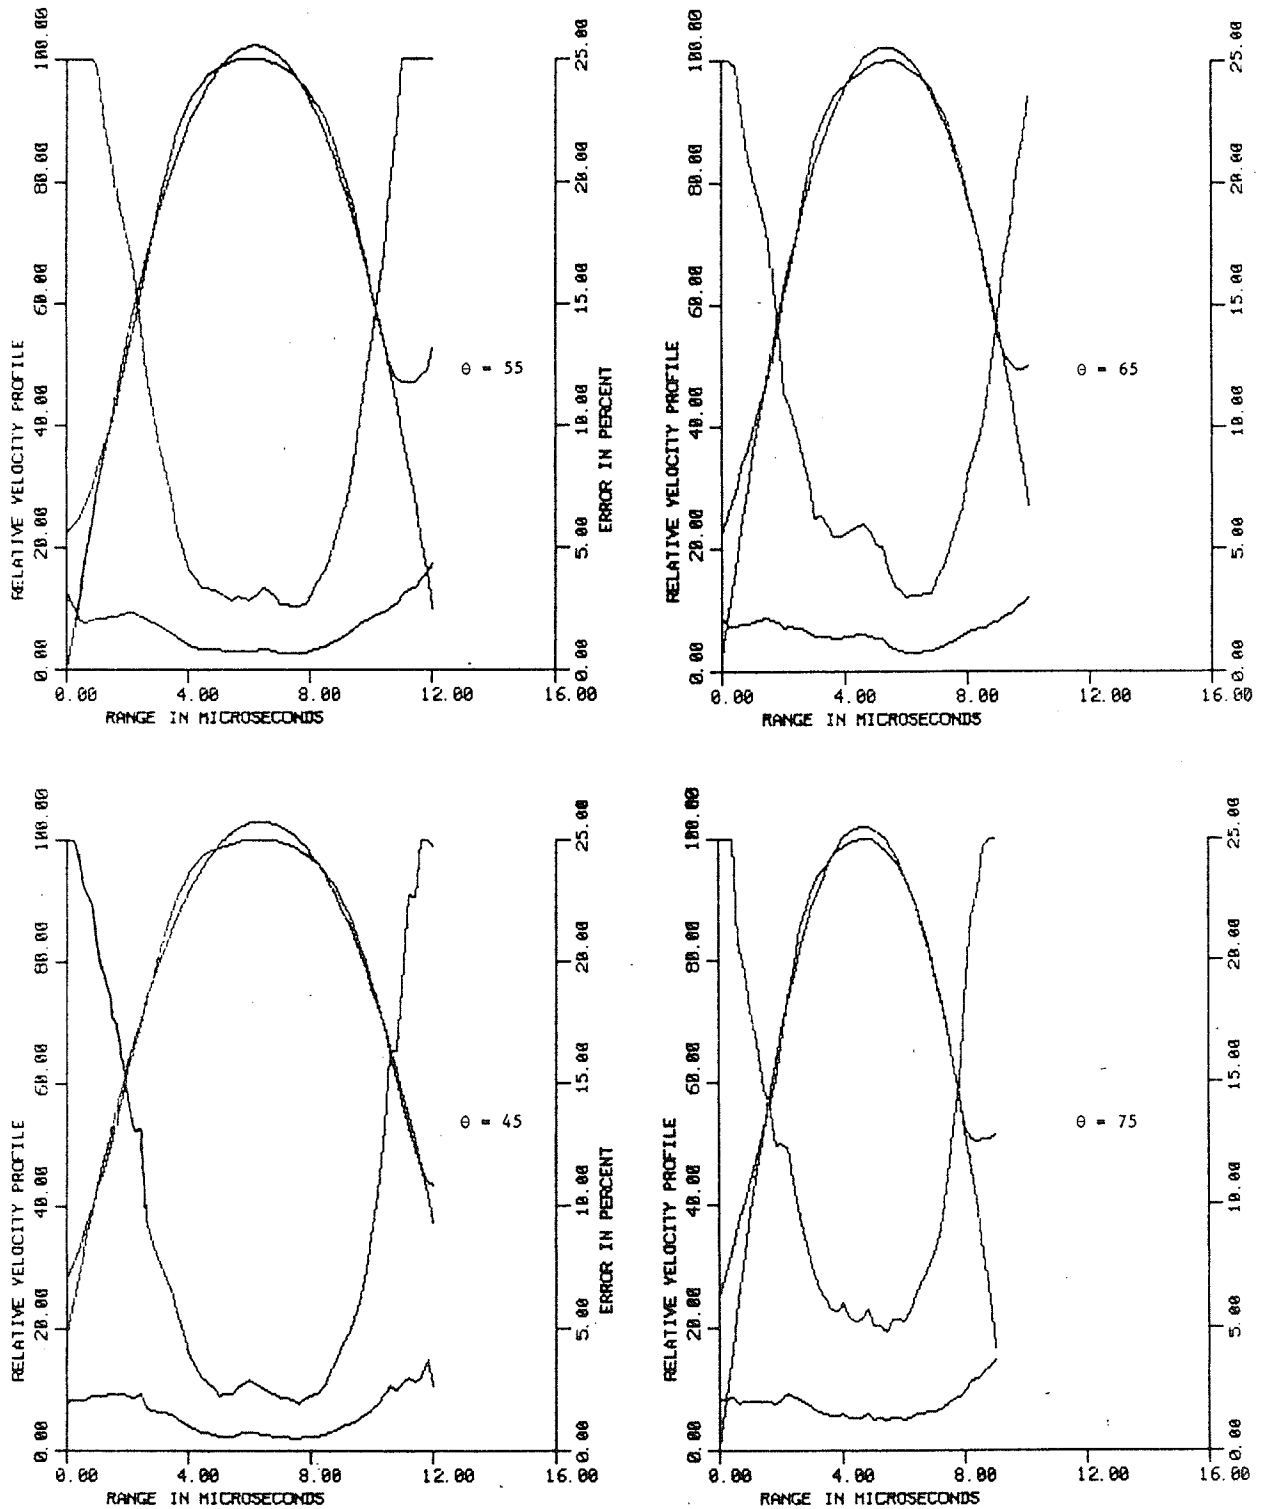 RELATIVE VELOCITY PROFILE
0.00 20.00 40.00 60.00 80.00 100.00
0.00 4.00 8.00 12.00 16.00
RANGE IN MICROSECONDS
θ = 55
ERROR IN PERCENT
0.00 5.00 10.00 15.00 20.00 25.00
RELATIVE VELOCITY PROFILE
0.00 20.00 40.00 60.00 80.00 100.00
0.00 4.00 8.00 12.00 16.00
RANGE IN MICROSECONDS
θ = 65
0.00 5.00 10.00 15.00 20.00 25.00
RELATIVE VELOCITY PROFILE
0.00 20.00 40.00 60.00 80.00 100.00
0.00 4.00 8.00 12.00 16.00
RANGE IN MICROSECONDS
θ = 45
ERROR IN PERCENT
0.00 5.00 10.00 15.00 20.00 25.00
RELATIVE VELOCITY PROFILE
0.00 20.00 40.00 60.00 80.00 100.00
0.00 4.00 8.00 12.00 16.00
RANGE IN MICROSECONDS
θ = 75
0.00 5.00 10.00 15.00 20.00 25.00